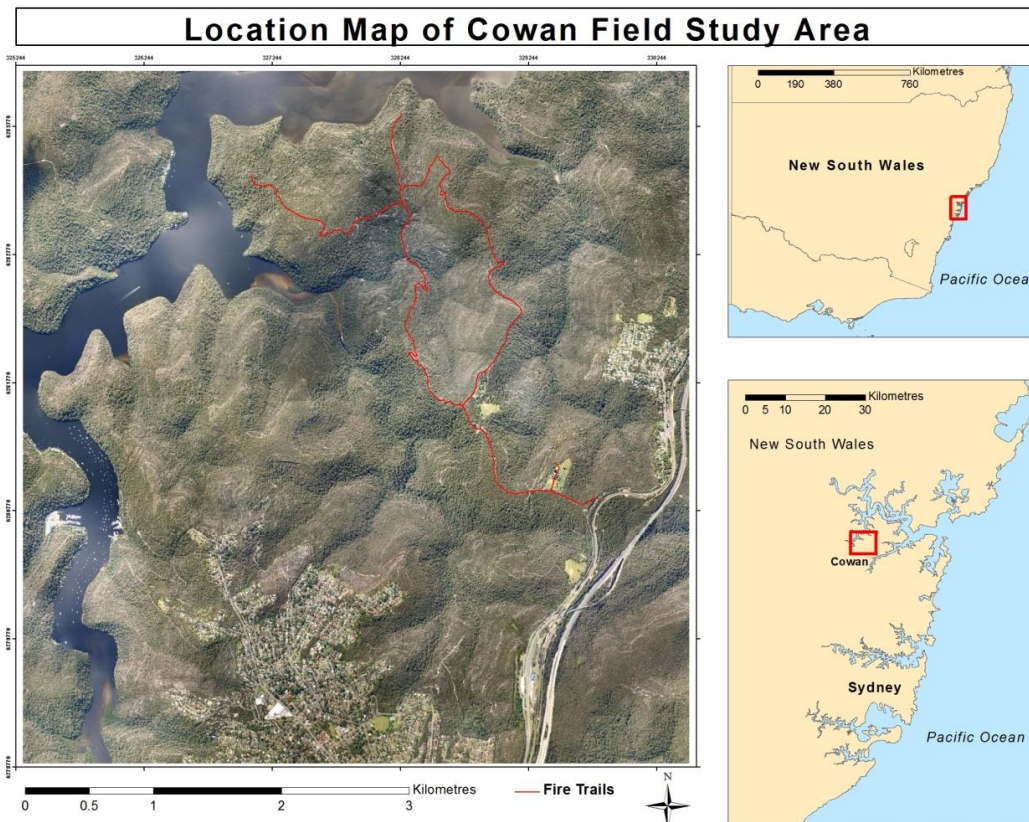 Location Map of Cowan Field Study Area
325244 326244 327244 328244 329244 330244
Kilometres
0 190 380 760
New South Wales
Pacific Ocea
Kilometres
0 5 10 20 30
New South Wales
Cowan
Sydney
Pacific Ocean
Kilometres
0 0.5 1 2 3
Fire Trails
N